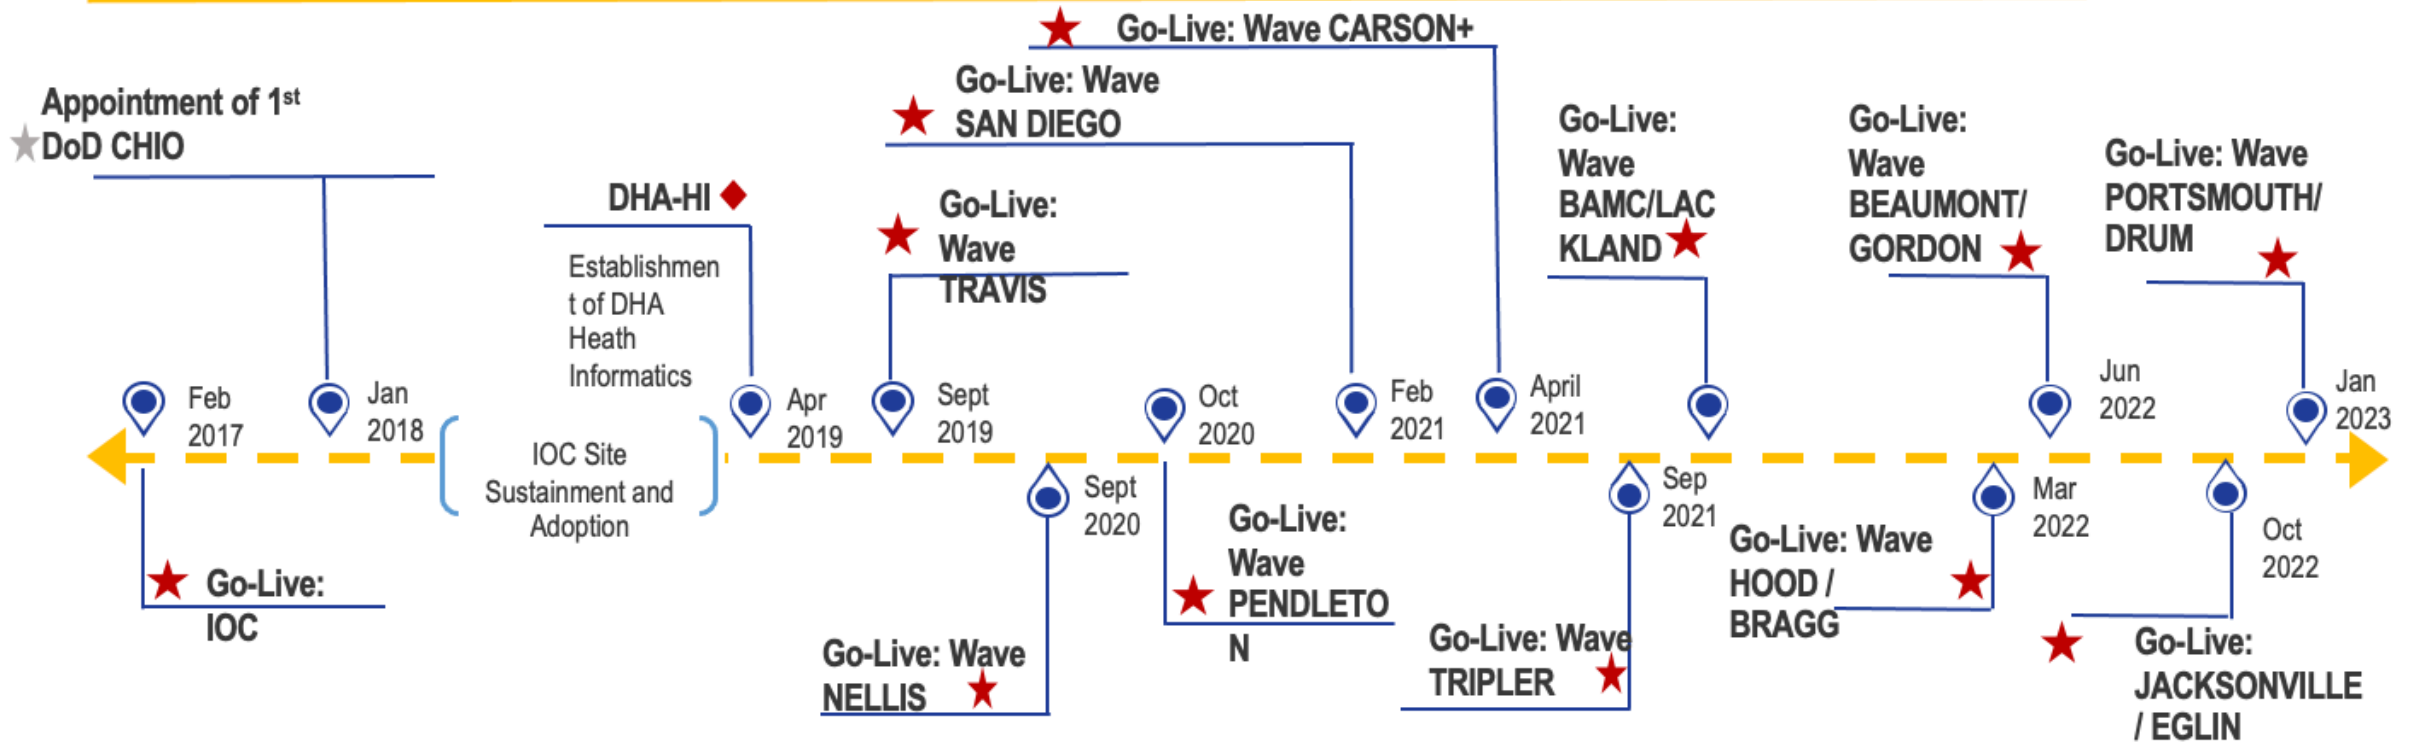 Go-Live: Wave CARSON+
Go-Live: Wave
SAN DIEGO
Appointment of 1st
DoD CHIO
Go-Live:
Wave
BAMC/LAC
KLAND
Go-Live:
Wave
BEAUMONT/
GORDON
Go-Live: Wave
PORTSMOUTH/
DRUM
DHA-HI
Establishmen
t of DHA
Heath
Informatics
Go-Live:
Wave
TRAVIS
Feb
2017
Jan
2018
IOC Site
Sustainment and
Adoption
Apr
2019
Sept
2019
Oct
2020
Feb
2021
April
2021
Jun
2022
Jan
2023
Sept
2020
Sep
2021
Mar
2022
Oct
2022
Go-Live:
IOC
Go-Live: Wave
NELLIS
Go-Live:
Wave
PENDLETO
N
Go-Live: Wave
TRIPLER
Go-Live: Wave
HOOD /
BRAGG
Go-Live:
JACKSONVILLE
/ EGLIN